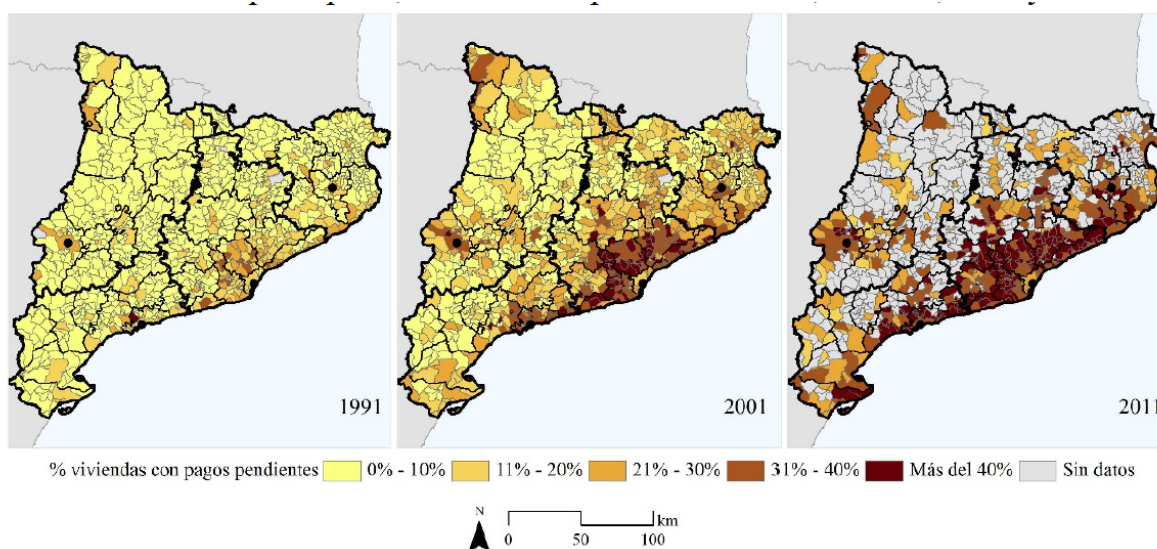 1991
2001
2011
% viviendas con pagos pendientes 0% - 10% 11% - 20% 21% - 30% 31% - 40% Más del 40% Sin datos
N
km
0 50 100